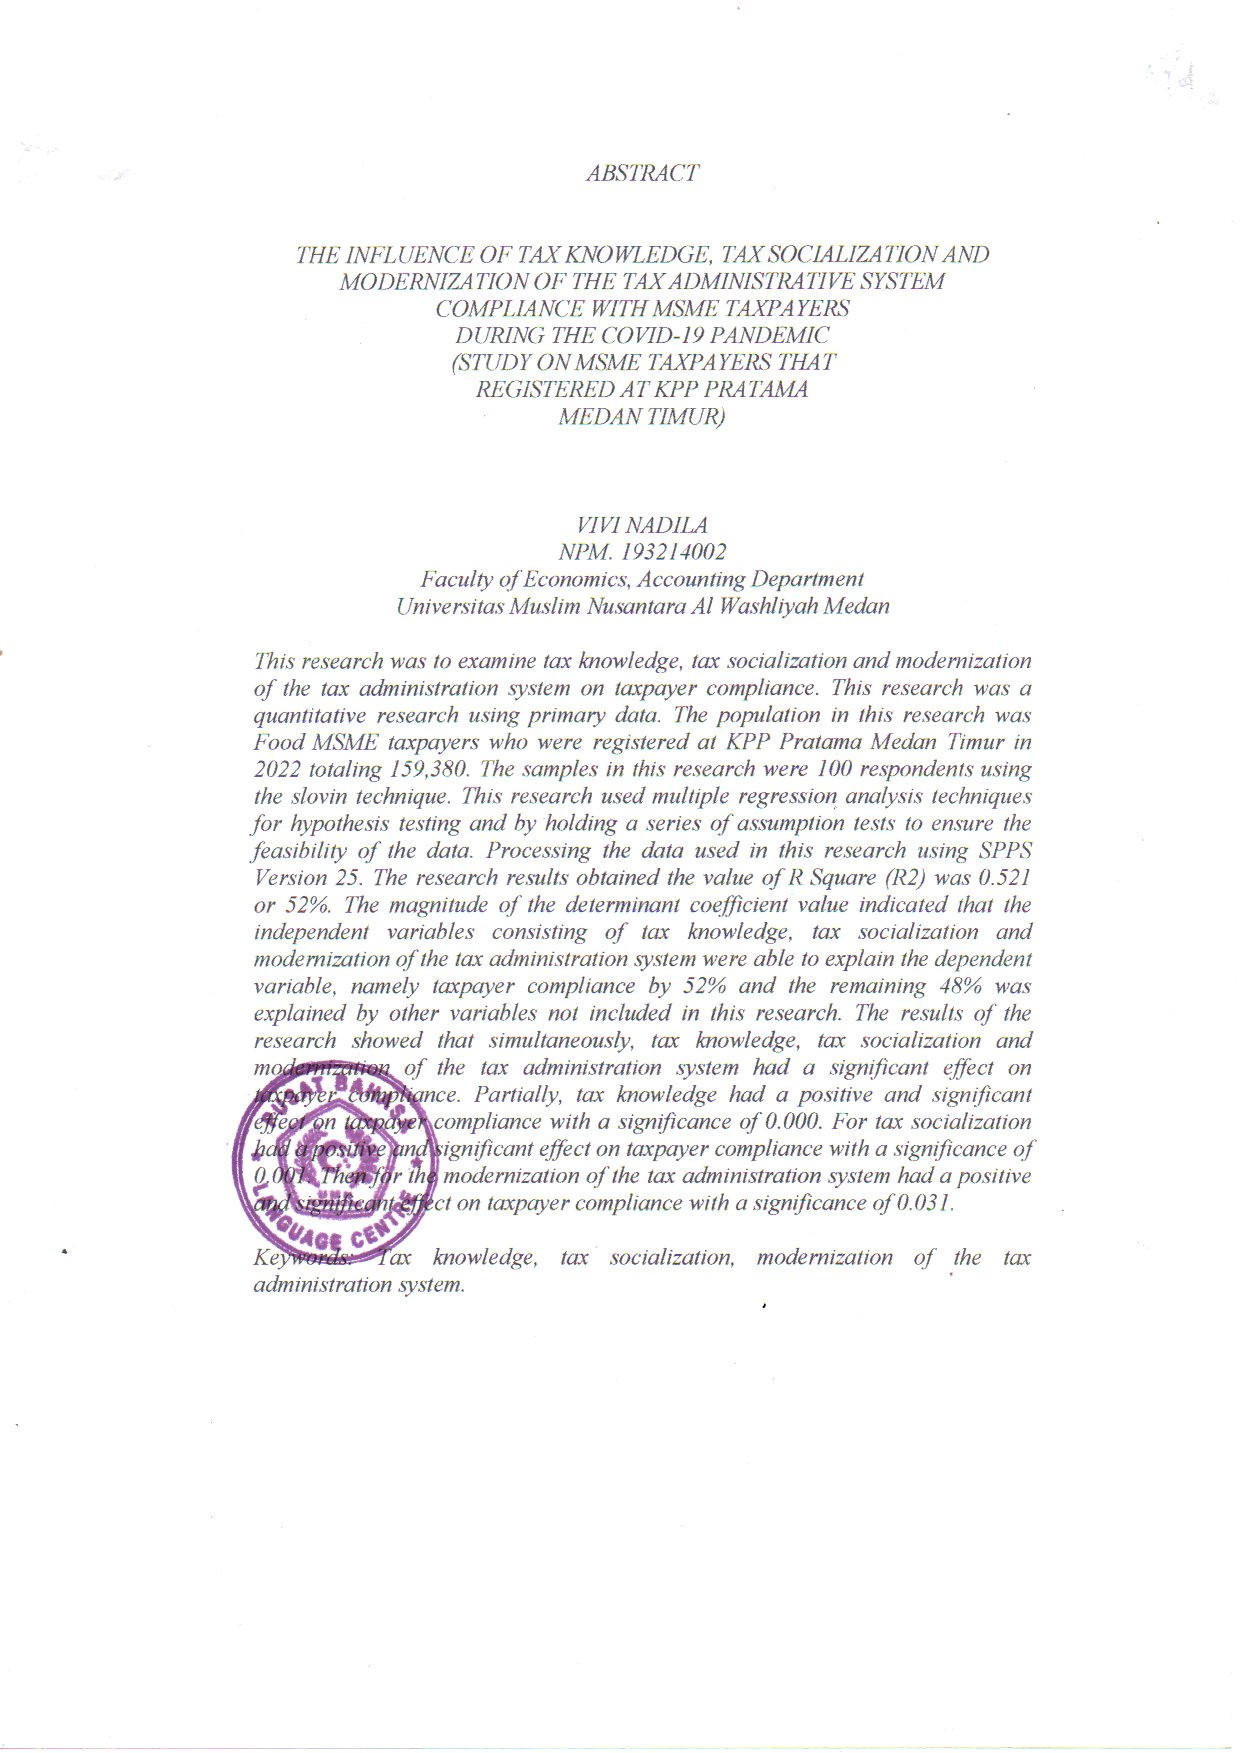 ABSTRACT
THE INFLUENCE OF TAX KNOWLEDGE, TAX SOCIALIZATION AND
MODERNIZATION OF THE TAX ADMINISTRATIVE SYSTEM
COMPLIANCE WITH MSME TAXPAYERS
DURING THE COVID-19 PANDEMIC
(STUDY ON MSME TAXPAYERS THAT
REGISTERED AT KPP PRATAMA
MEDAN TIMUR)
VIVI NADILA
NPM. 193214002
Faculty of Economics, Accounting Department
Universitas Muslim Nusantara Al Washliyah Medan
This research was to examine tax knowledge, tax socialization and modernization
of the tax administration system on taxpayer compliance. This research was a
quantitative research using primary data. The population in this research was
Food MSME taxpayers who were registered at KPP Pratama Medan Timur in
2022 totaling 159,380. The samples in this research were 100 respondents using
the slovin technique. This research used multiple regression analysis techniques
for hypothesis testing and by holding a series of assumption tests to ensure the
feasibility of the data. Processing the data used in this research using SPPS
Version 25. The research results obtained the value of R Square (R2) was 0.521
or 52%. The magnitude of the determinant coefficient value indicated that the
independent variables consisting of tax knowledge, tax socialization and
modernization of the tax administration system were able to explain the dependent
variable, namely taxpayer compliance by 52% and the remaining 48% was
explained by other variables not included in this research. The results of the
research showed that simultaneously, tax knowledge, tax socialization and
modernization of the tax administration system had a significant effect on
taxpayer compliance. Partially, tax knowledge had a positive and significant
effect on taxpayer compliance with a significance of 0.000. For tax socialization
had a positive and significant effect on taxpayer compliance with a significance of
0.001. Then for the modernization of the tax administration system had a positive
and significant effect on taxpayer compliance with a significance of 0.031.
PUSAT BAHASA
LANGUAGE CENTRE
Keywords: Tax knowledge, tax socialization, modernization of the tax
administration system.